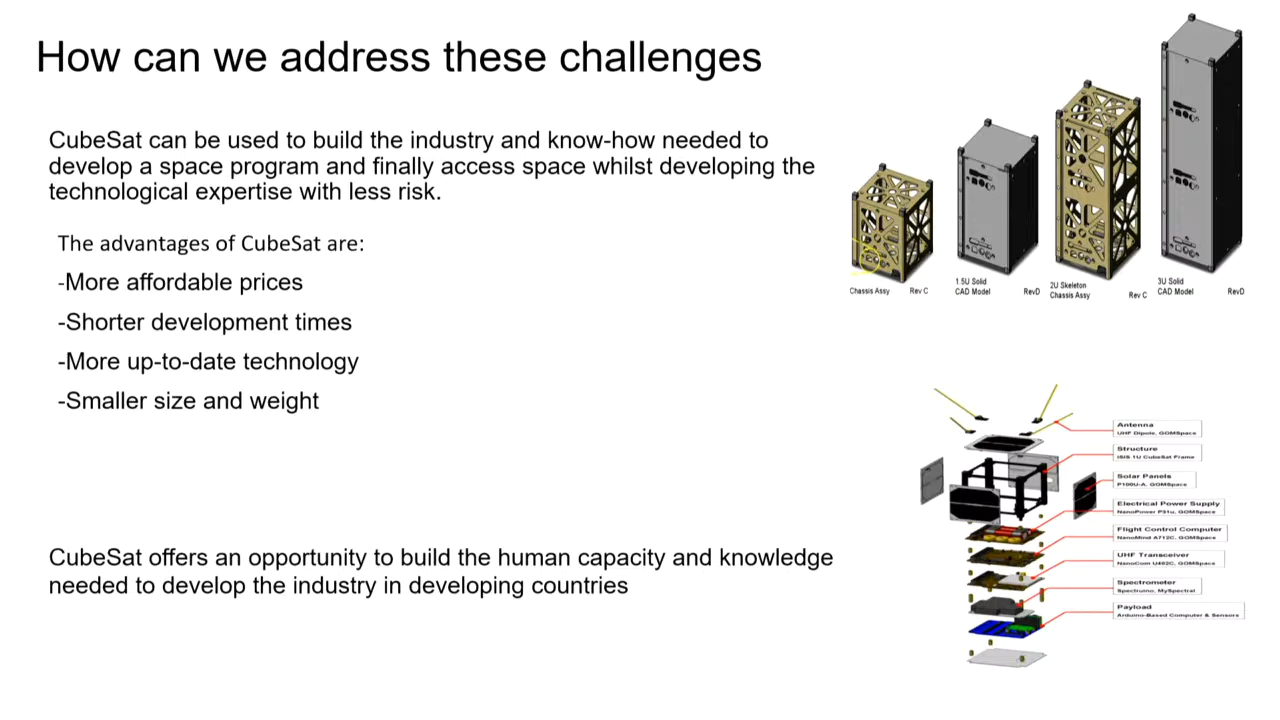 How can we address these challenges
CubeSat can be used to build the industry and know-how needed to
develop a space program and finally access space whilst developing the
technological expertise with less risk.
The advantages of CubeSat are:
-More affordable prices
-Shorter development times
-More up-to-date technology
-Smaller size and weight
CubeSat offers an opportunity to build the human capacity and knowledge
needed to develop the industry in developing countries
Chassis Assy Rev C
1.5U Solid
CAD Model RevD
2U Skeleton
Chassis Assy Rev C
3U Solid
CAD Model RevD
Antenna
UHF Dipole, GOMSpace
Structure
ISIS 1U CubeSat Frame
Solar Panels
P100U-A, GOMSpace
Electrical Power Supply
NanoPower P31u, GOMSpace
Flight Control Computer
NanoMind A712C, GOMSpace
UHF Transceiver
NanoCom U482C, GOMSpace
Spectrometer
Spectruino, MySpectral
Payload
Arduino-Based Computer & Sensors